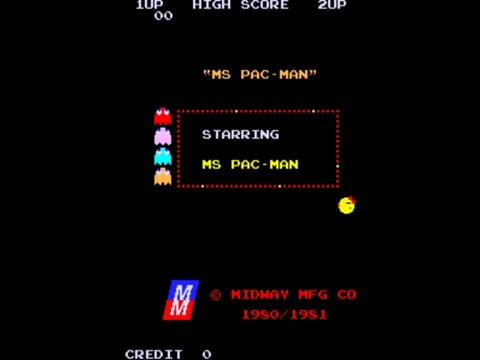 1UP HIGH SCORE 2UP
00
"MS PAC-MAN"
STARRING
MS PAC-MAN
MM © MIDWAY MFG CO
1980/1981
CREDIT 0